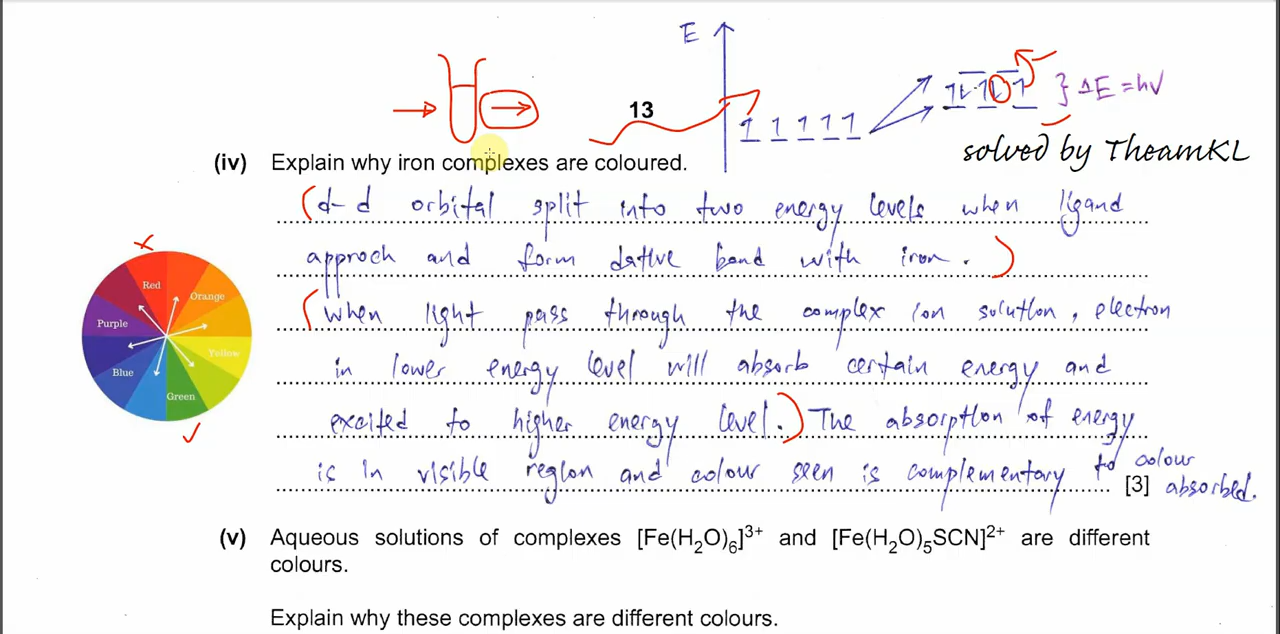 E
13
1 1 1 1 1
} ΔE = hν
solved by TheamKL
(iv) Explain why iron complexes are coloured.
(d-d orbital split into two energy levels when ligand
approch and form dative bond with iron.)
(When light pass through the complex ion solution, electron
in lower energy level will absorb certain energy and
excited to higher energy level.) The absorption of energy
is in visible region and colour seen is complementary to colour
[3] absorbed.
Red
Orange
Purple
Yellow
Blue
Green
(v) Aqueous solutions of complexes [Fe(H₂O)₆]³⁺ and [Fe(H₂O)₅SCN]²⁺ are different
colours.
Explain why these complexes are different colours.